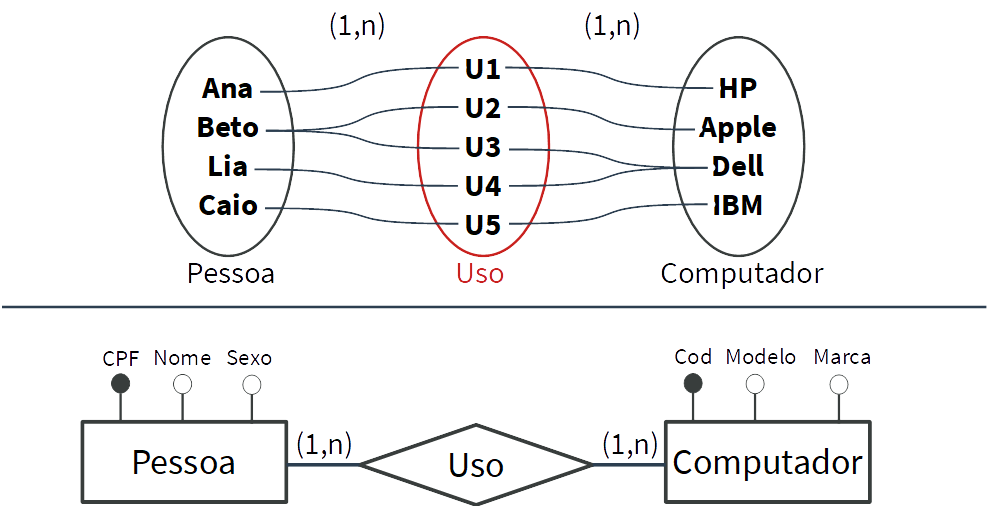 (1,n) (1,n)
Ana U1 HP
Beto U2 Apple
Lia U3 Dell
Caio U4 IBM
U5
Pessoa Uso Computador
CPF Nome Sexo Cod Modelo Marca
(1,n) (1,n)
Pessoa Uso Computador